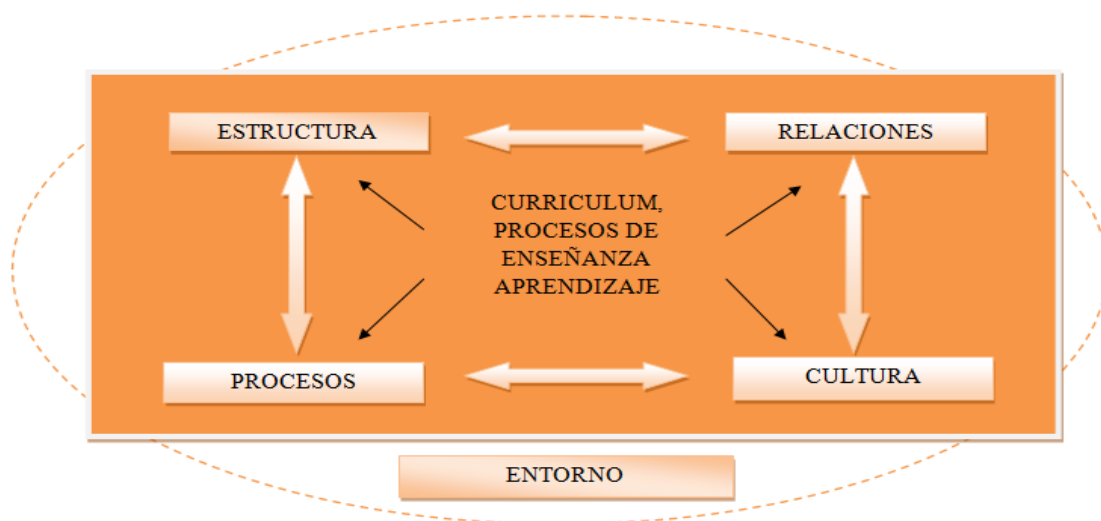 ESTRUCTURA
RELACIONES
CURRICULUM,
PROCESOS DE
ENSEÑANZA
APRENDIZAJE
PROCESOS
CULTURA
ENTORNO